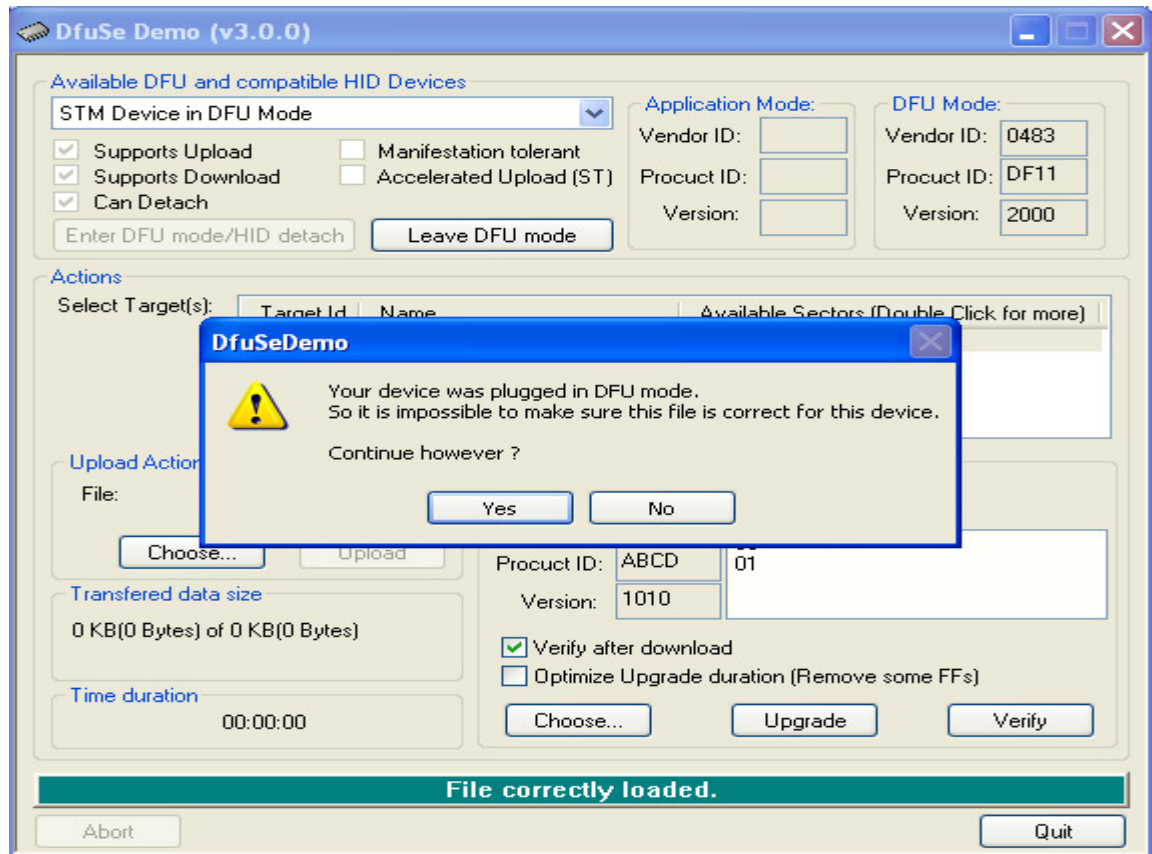 DfuSe Demo (v3.0.0)
Available DFU and compatible HID Devices
STM Device in DFU Mode
Supports Upload
Manifestation tolerant
Supports Download
Accelerated Upload (ST)
Can Detach
Enter DFU mode/HID detach
Leave DFU mode
Application Mode:
Vendor ID:
Procuct ID:
Version:
DFU Mode:
Vendor ID: 0483
Procuct ID: DF11
Version: 2000
Actions
Select Target(s):
Target Id Name Available Sectors (Double Click for more)
DfuSeDemo
Your device was plugged in DFU mode.
So it is impossible to make sure this file is correct for this device.
Continue however ?
Yes No
Upload Action
File:
Choose... Upload
Transfered data size
0 KB(0 Bytes) of 0 KB(0 Bytes)
Time duration
00:00:00
Procuct ID: ABCD
01
Version: 1010
Verify after download
Optimize Upgrade duration (Remove some FFs)
Choose... Upgrade Verify
File correctly loaded.
Abort Quit